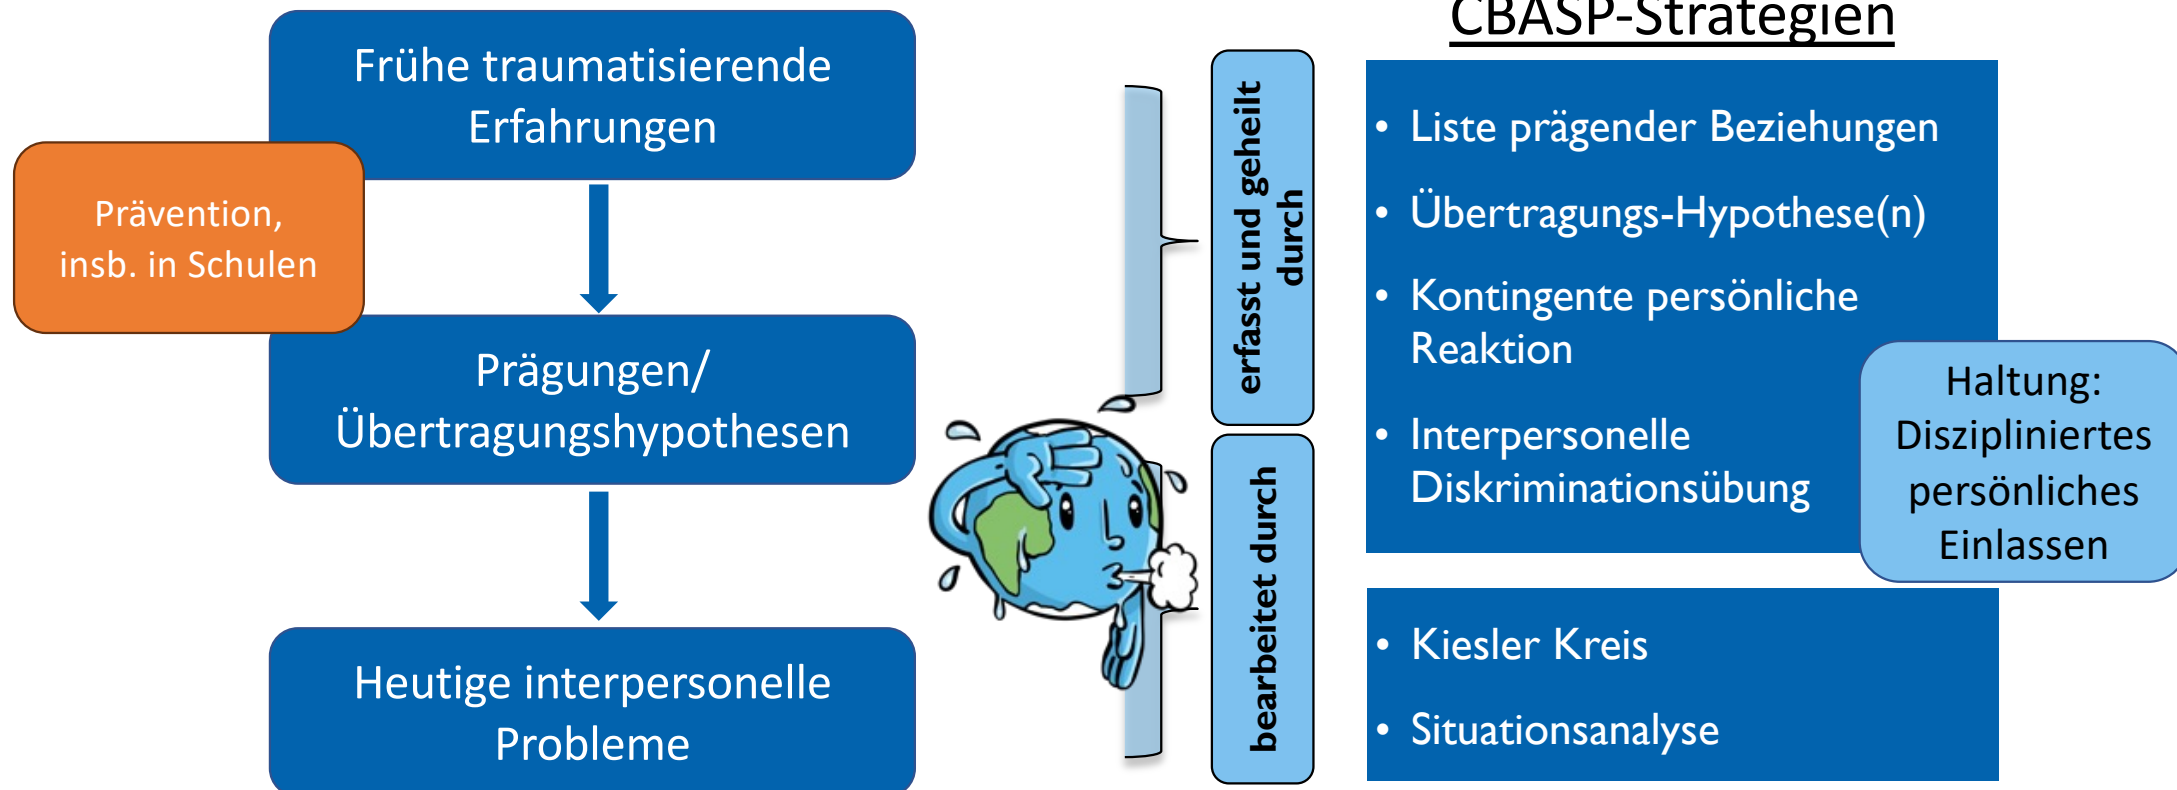 CBASP-Strategien
Frühe traumatisierende
Erfahrungen
Prävention,
insb. in Schulen
Prägungen/
Übertragungshypothesen
Heutige interpersonelle
Probleme
erfasst und geheilt
durch
bearbeitet durch
• Liste prägender Beziehungen
• Übertragungs-Hypothese(n)
• Kontingente persönliche
Reaktion
• Interpersonelle
Diskriminationsübung
Haltung:
Diszipliniertes
persönliches
Einlassen
• Kiesler Kreis
• Situationsanalyse